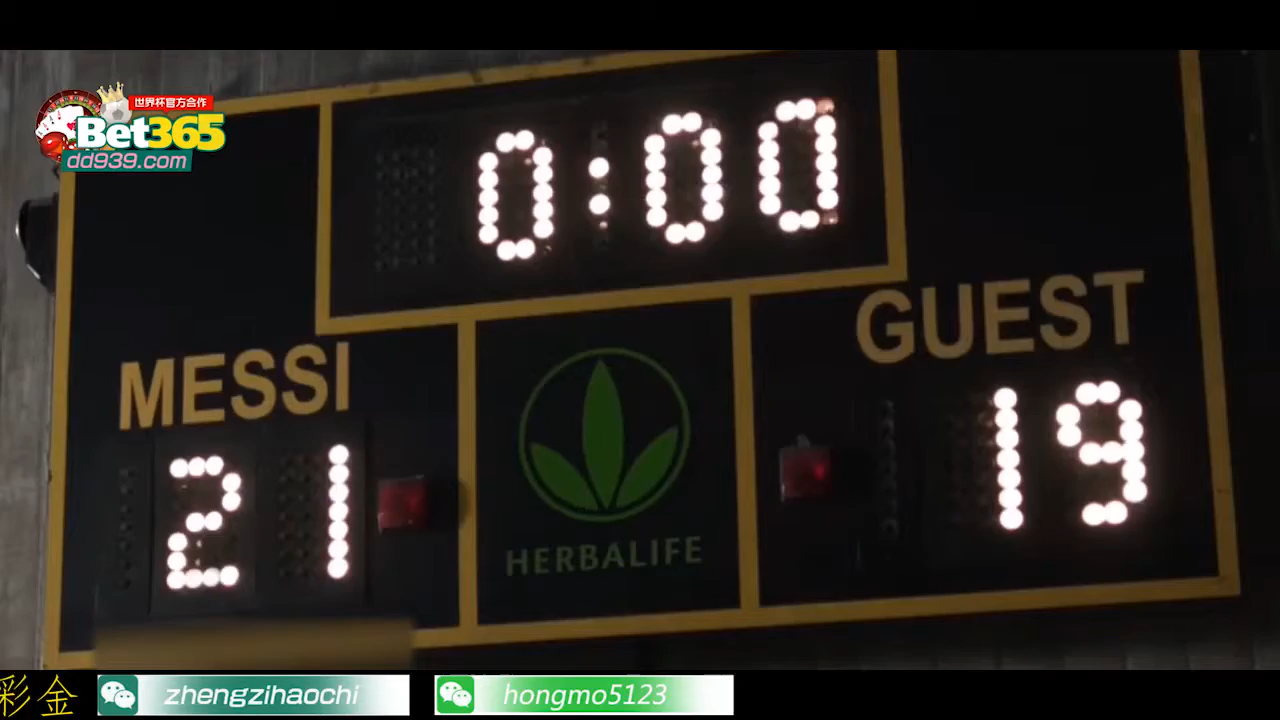 世界杯官方合作
Bet365
dd939.com
0:00
MESSI
GUEST
21
19
HERBALIFE
彩金
zhengzihaochi
hongmo5123